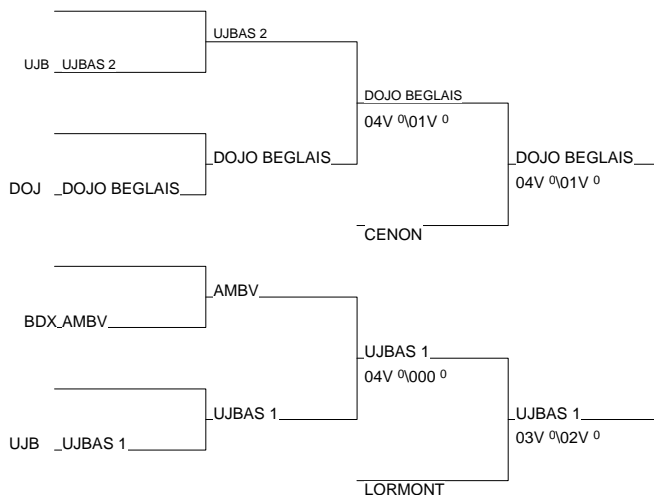 UJBAS 2
UJB UJBAS 2
DOJO BEGLAIS
04V 0\01V 0
DOJO BEGLAIS
DOJO BEGLAIS
04V 0\01V 0
DOJ DOJO BEGLAIS
CENON
AMBV
BDX AMBV
UJBAS 1
04V 0\000 0
UJBAS 1
UJBAS 1
03V 0\02V 0
UJB UJBAS 1
LORMONT